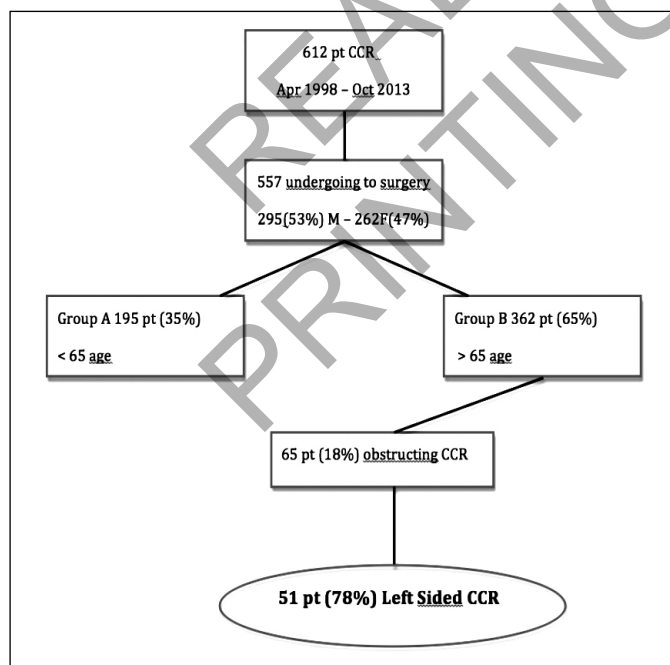 612 pt CCR
Apr 1998 – Oct 2013
557 undergoing to surgery
295(53%) M – 262F(47%)
Group A 195 pt (35%)
< 65 age
Group B 362 pt (65%)
> 65 age
65 pt (18%) obstructing CCR
51 pt (78%) Left Sided CCR
PRINTING